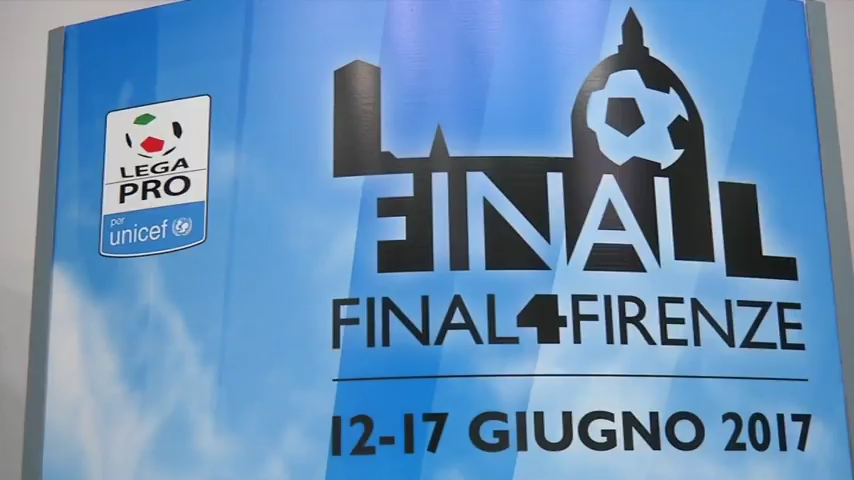 LEGA
PRO
per
unicef
FINAL
FINAL4FIRENZE
12-17 GIUGNO 2017